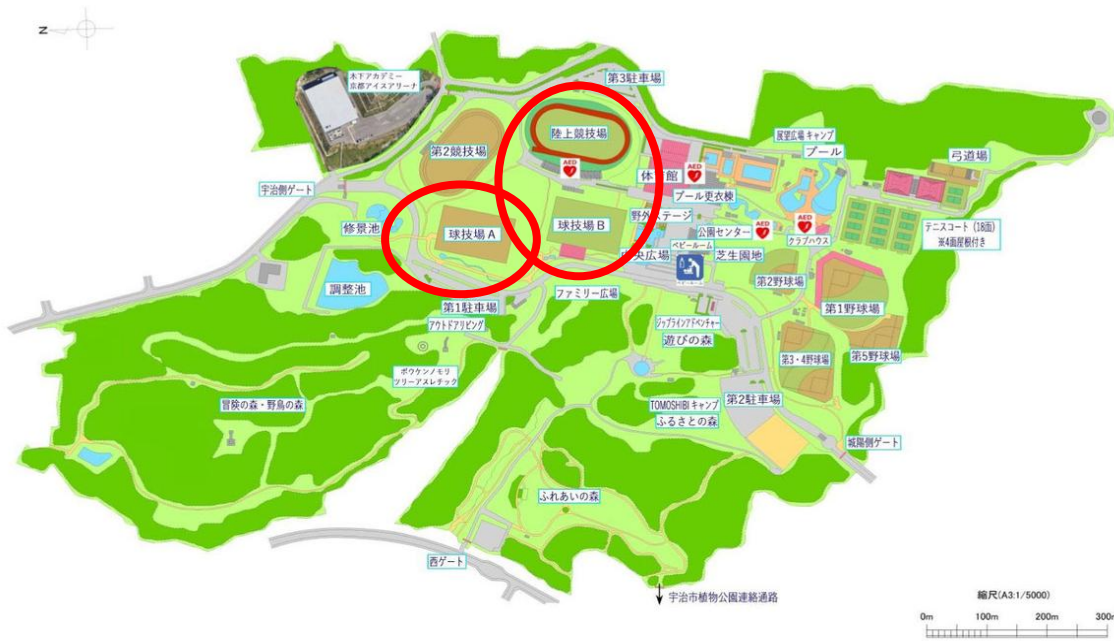 N
木下アカデミー
京都アイスアリーナ
第3駐車場
陸上競技場
AED
第2競技場
展望広場 キャンプ
プール
弓道場
体
館
AED
プール更衣棟
宇治側ゲート
修景池
球技場A
球技場B
野外ステージ
公園センター
AED
AED
クラブハウス
テニスコート (18面)
※4面屋根付き
ベビールーム
中央広場
芝生園地
ベビールーム
第2野球場
調整池
第1駐車場
ファミリー広場
第1野球場
アウトドアリビング
ジップラインアドベンチャー
遊びの森
第3・4野球場
第5野球場
ボウケンノモリ
ツリーアスレチック
冒険の森・野鳥の森
TOMOSHIBI キャンプ
ふるさとの森
第2駐車場
城陽側ゲート
ふれあいの森
西ゲート
宇治市植物公園連絡通路
縮尺(A3:1/5000)
0m 100m 200m 300m